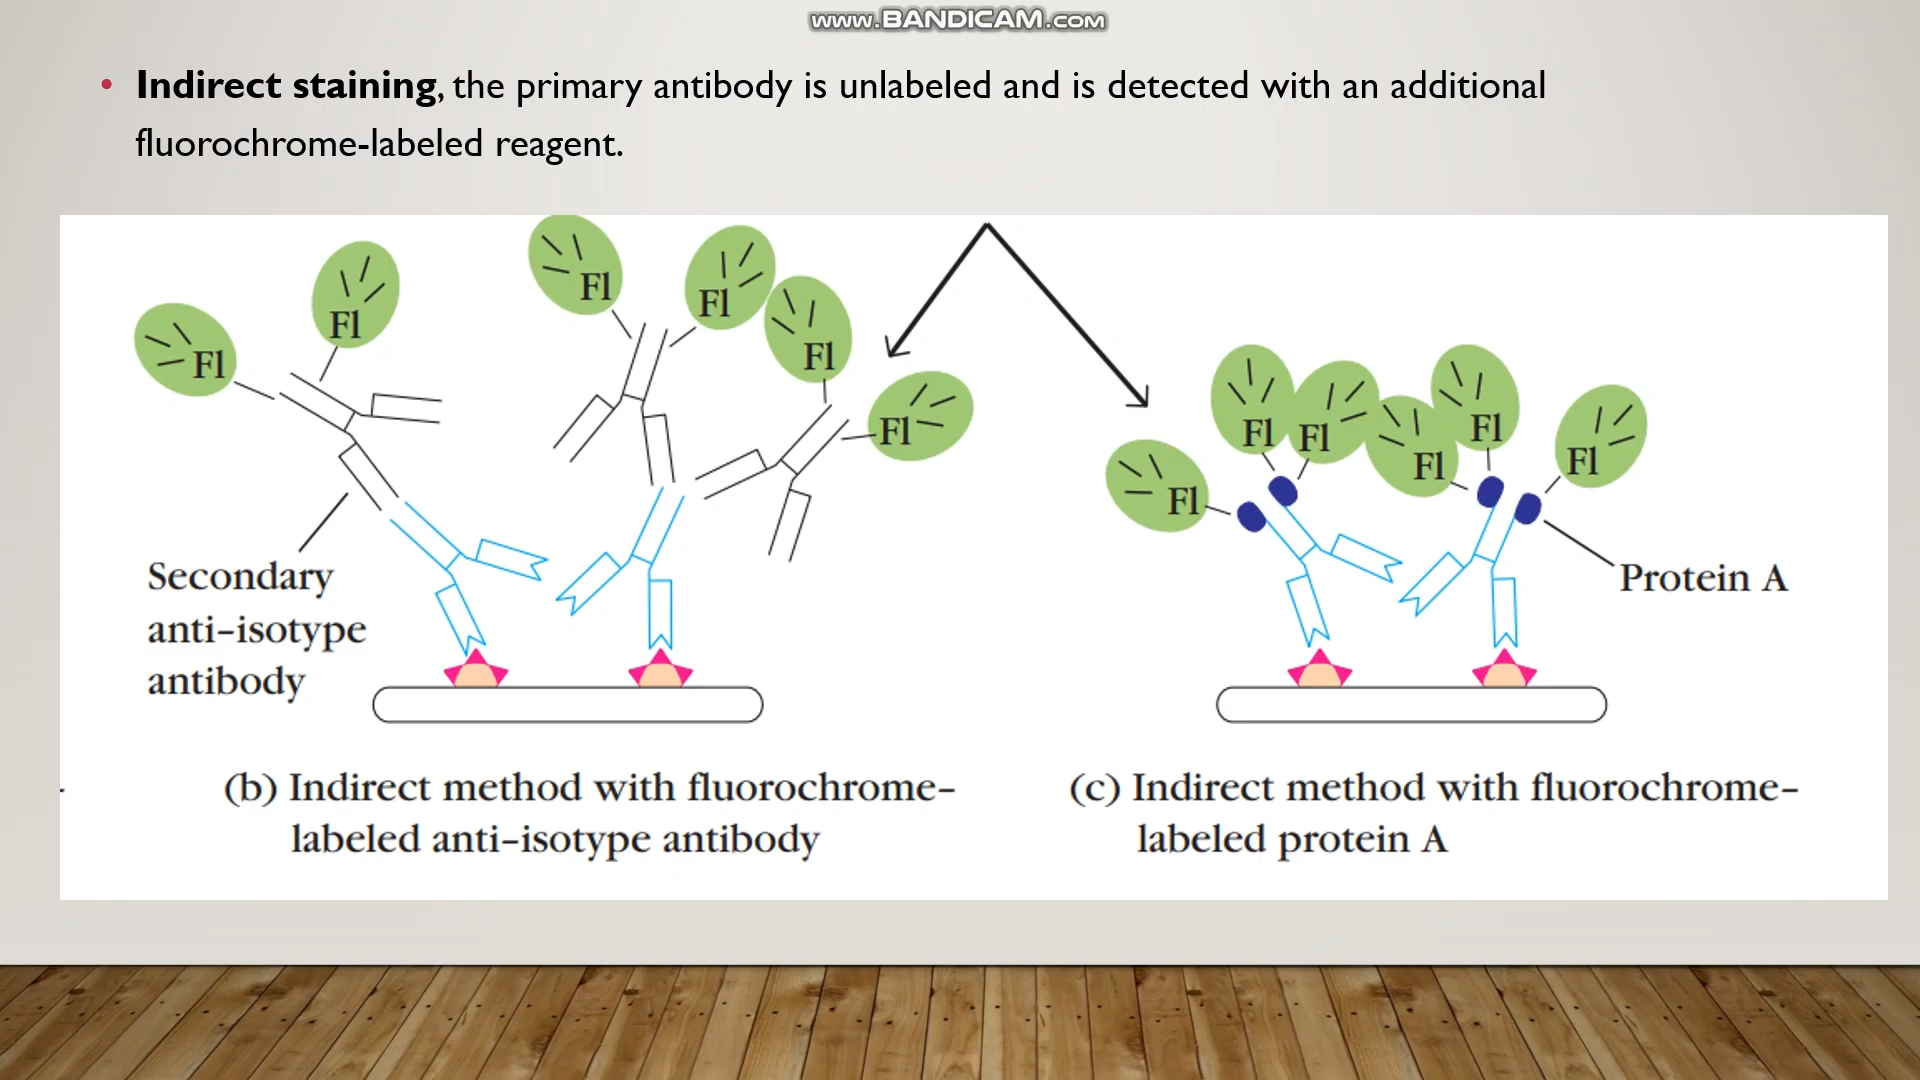 www.BANDICAM.com
• Indirect staining, the primary antibody is unlabeled and is detected with an additional
fluorochrome-labeled reagent.
Fl
Fl
Fl
Fl
Fl
Fl
Fl
Fl
Fl
Fl
Fl
Fl
Secondary
anti-isotype
antibody
Protein A
(b) Indirect method with fluorochrome-
labeled anti-isotype antibody
(c) Indirect method with fluorochrome-
labeled protein A